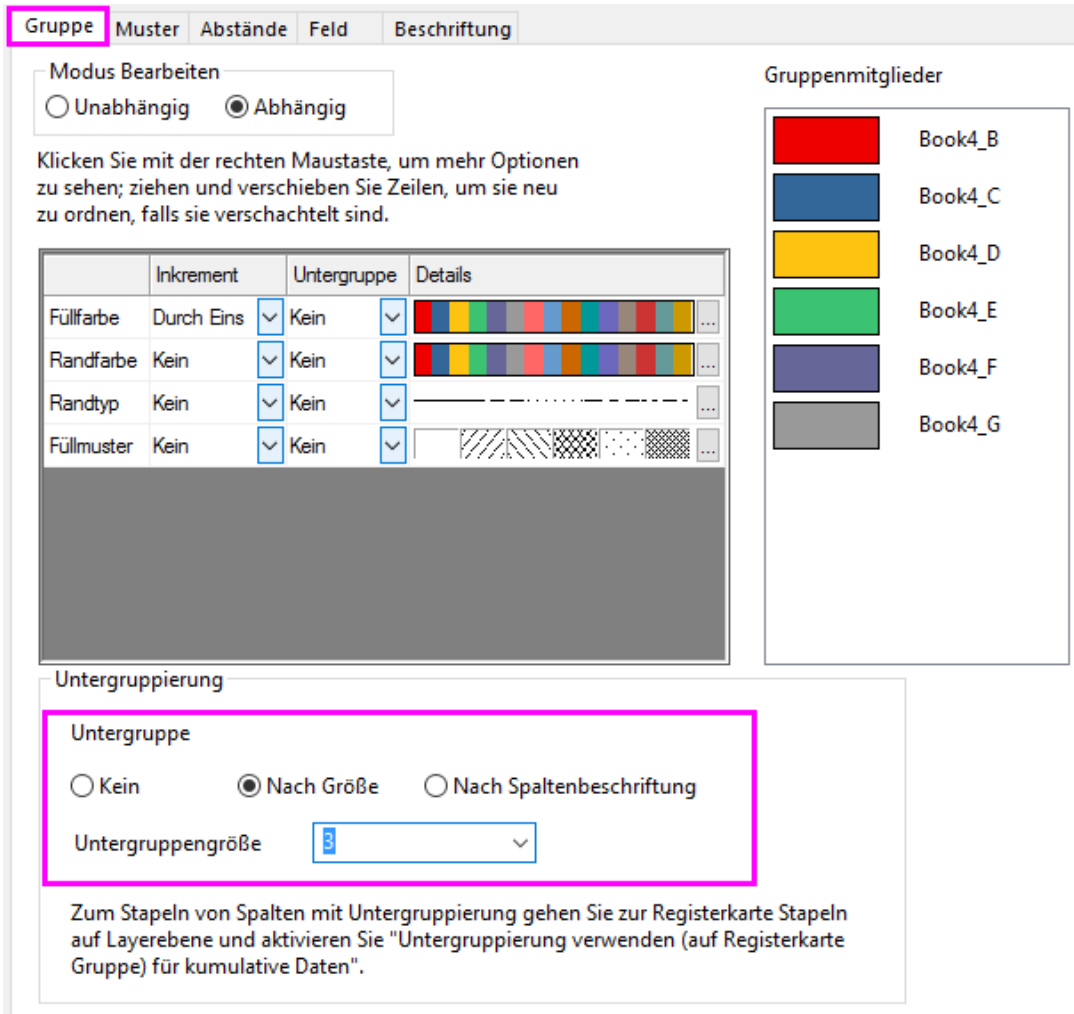 Gruppe Muster Abstände Feld Beschriftung
Modus Bearbeiten
Unabhängig Abhängig
Klicken Sie mit der rechten Maustaste, um mehr Optionen
zu sehen; ziehen und verschieben Sie Zeilen, um sie neu
zu ordnen, falls sie verschachtelt sind.
Inkrement Untergruppe Details
Füllfarbe Durch Eins Kein ...
Randfarbe Kein Kein ...
Randtyp Kein Kein ...
Füllmuster Kein Kein ...
Gruppenmitglieder
Book4_B
Book4_C
Book4_D
Book4_E
Book4_F
Book4_G
Untergruppierung
Untergruppe
Kein Nach Größe Nach Spaltenbeschriftung
Untergruppengröße 3
Zum Stapeln von Spalten mit Untergruppierung gehen Sie zur Registerkarte Stapeln
auf Layerebene und aktivieren Sie "Untergruppierung verwenden (auf Registerkarte
Gruppe) für kumulative Daten".